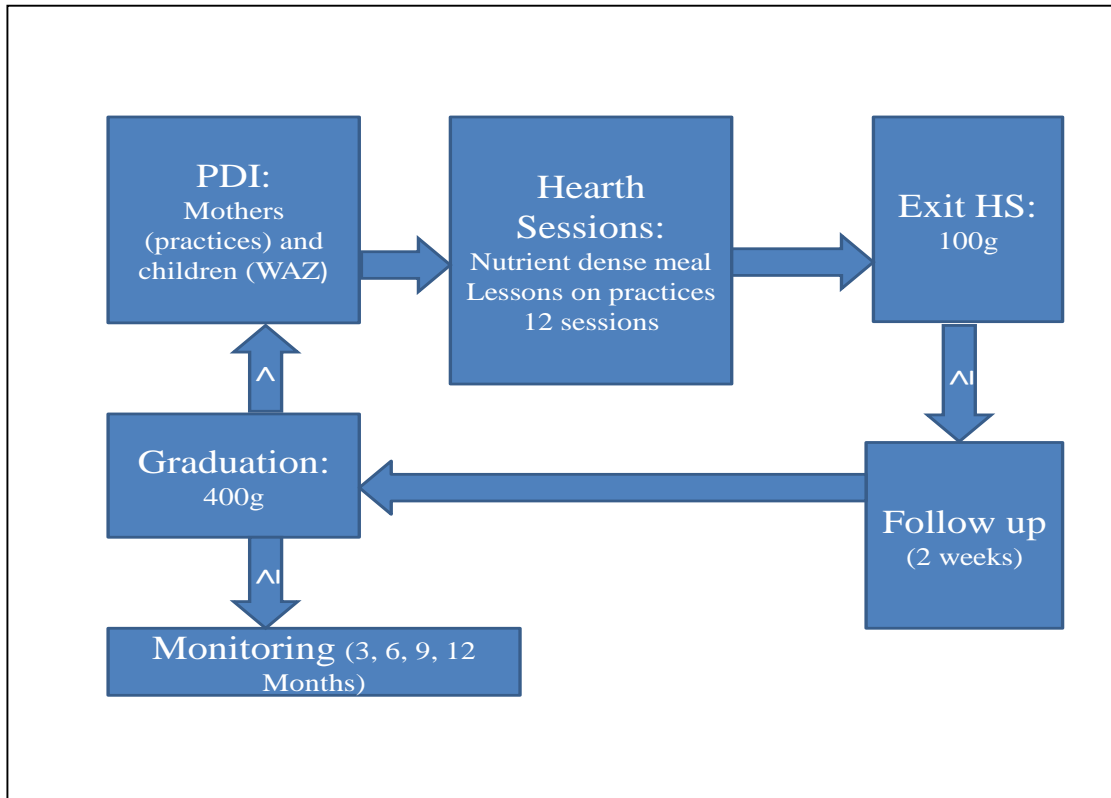 PDI:
Mothers
(practices) and
children (WAZ)
Hearth
Sessions:
Nutrient dense meal
Lessons on practices
12 sessions
Exit HS:
100g
≥
Follow up
(2 weeks)
Graduation:
400g
<
≥
Monitoring (3, 6, 9, 12
Months)